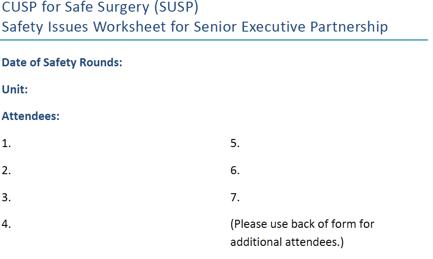 CUSP for Safe Surgery (SUSP)
Safety Issues Worksheet for Senior Executive Partnership
Date of Safety Rounds:
Unit:
Attendees:
1.
2.
3.
4.
5.
6.
7.
(Please use back of form for
additional attendees.)